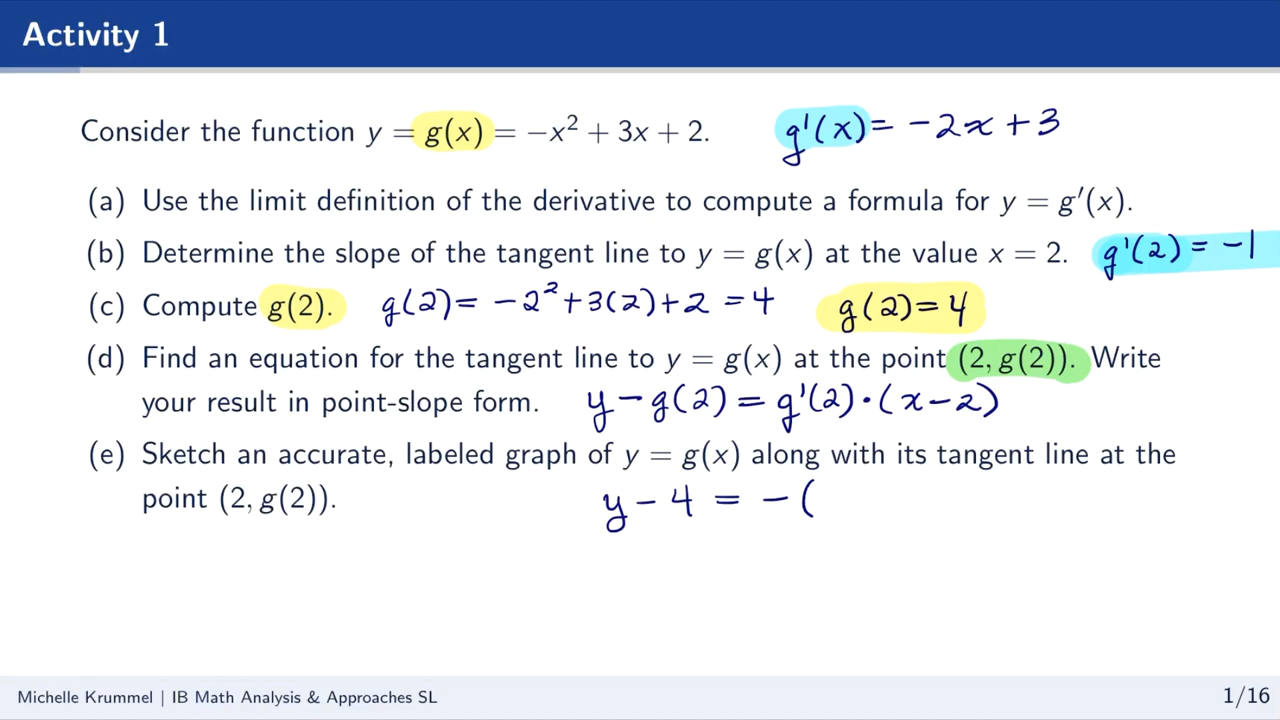 Activity 1
Consider the function y = g(x) = −x² + 3x + 2. g'(x) = −2x + 3
(a) Use the limit definition of the derivative to compute a formula for y = g′(x).
(b) Determine the slope of the tangent line to y = g(x) at the value x = 2. g'(2) = −1
(c) Compute g(2). g(2) = −2² + 3(2) + 2 = 4 g(2) = 4
(d) Find an equation for the tangent line to y = g(x) at the point (2, g(2)). Write
your result in point-slope form. y − g(2) = g'(2) · (x − 2)
(e) Sketch an accurate, labeled graph of y = g(x) along with its tangent line at the
point (2, g(2)). y − 4 = −(
Michelle Krummel | IB Math Analysis & Approaches SL 1/16